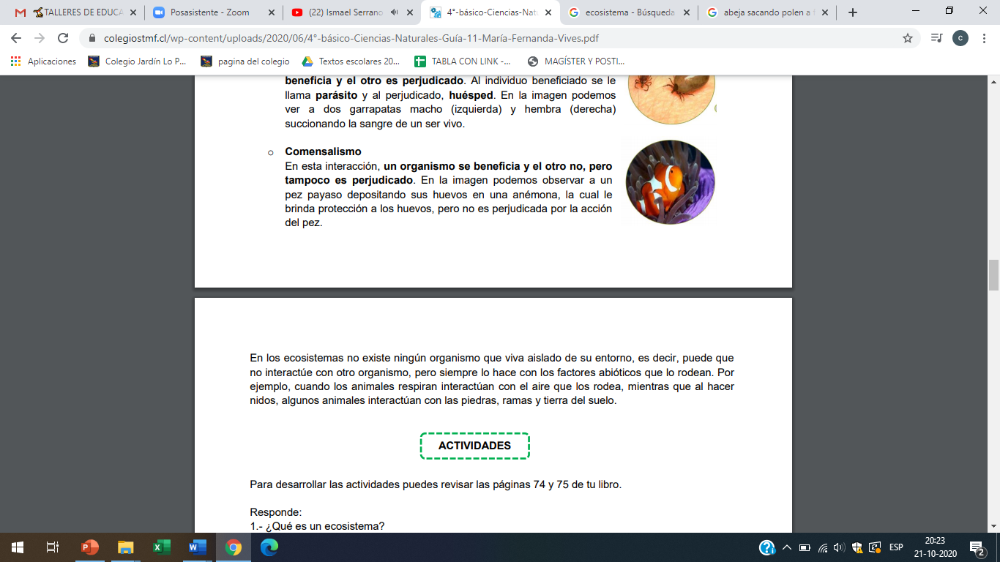 TALLERES DE EDUCA
Posasistente - Zoom
(22) Ismael Serrano
4°-básico-Ciencias-Natu
ecosistema - Búsqueda
abeja sacando polen a f
colegiostmf.cl/wp-content/uploads/2020/06/4°-básico-Ciencias-Naturales-Guía-11-María-Fernanda-Vives.pdf
c
Aplicaciones
Colegio Jardín Lo P...
pagina del colegio
Textos escolares 20...
TABLA CON LINK -...
MAGÍSTER Y POSTI...
beneficia y el otro es perjudicado. Al individuo beneficiado se le
llama parásito y al perjudicado, huésped. En la imagen podemos
ver a dos garrapatas macho (izquierda) y hembra (derecha)
succionando la sangre de un ser vivo.
Comensalismo
En esta interacción, un organismo se beneficia y el otro no, pero
tampoco es perjudicado. En la imagen podemos observar a un
pez payaso depositando sus huevos en una anémona, la cual le
brinda protección a los huevos, pero no es perjudicada por la acción
del pez.
En los ecosistemas no existe ningún organismo que viva aislado de su entorno, es decir, puede que
no interactúe con otro organismo, pero siempre lo hace con los factores abióticos que lo rodean. Por
ejemplo, cuando los animales respiran interactúan con el aire que los rodea, mientras que al hacer
nidos, algunos animales interactúan con las piedras, ramas y tierra del suelo.
ACTIVIDADES
Para desarrollar las actividades puedes revisar las páginas 74 y 75 de tu libro.
Responde:
1.- ¿Qué es un ecosistema?
ESP
20:23
21-10-2020
2